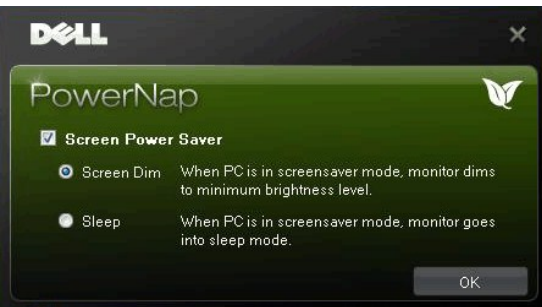 DELL
PowerNap
Screen Power Saver
Screen Dim When PC is in screensaver mode, monitor dims
to minimum brightness level.
Sleep When PC is in screensaver mode, monitor goes
into sleep mode.
OK